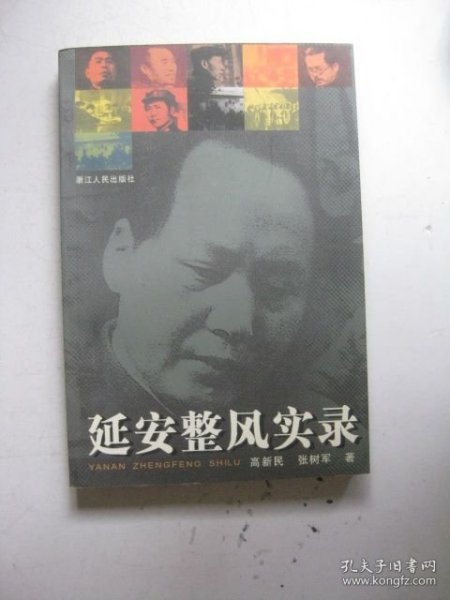 浙江人民出版社
延安整风实录
YANAN ZHENGFENG SHILU 高新民 张树军 著
孔夫子旧书网
www.kongfz.com